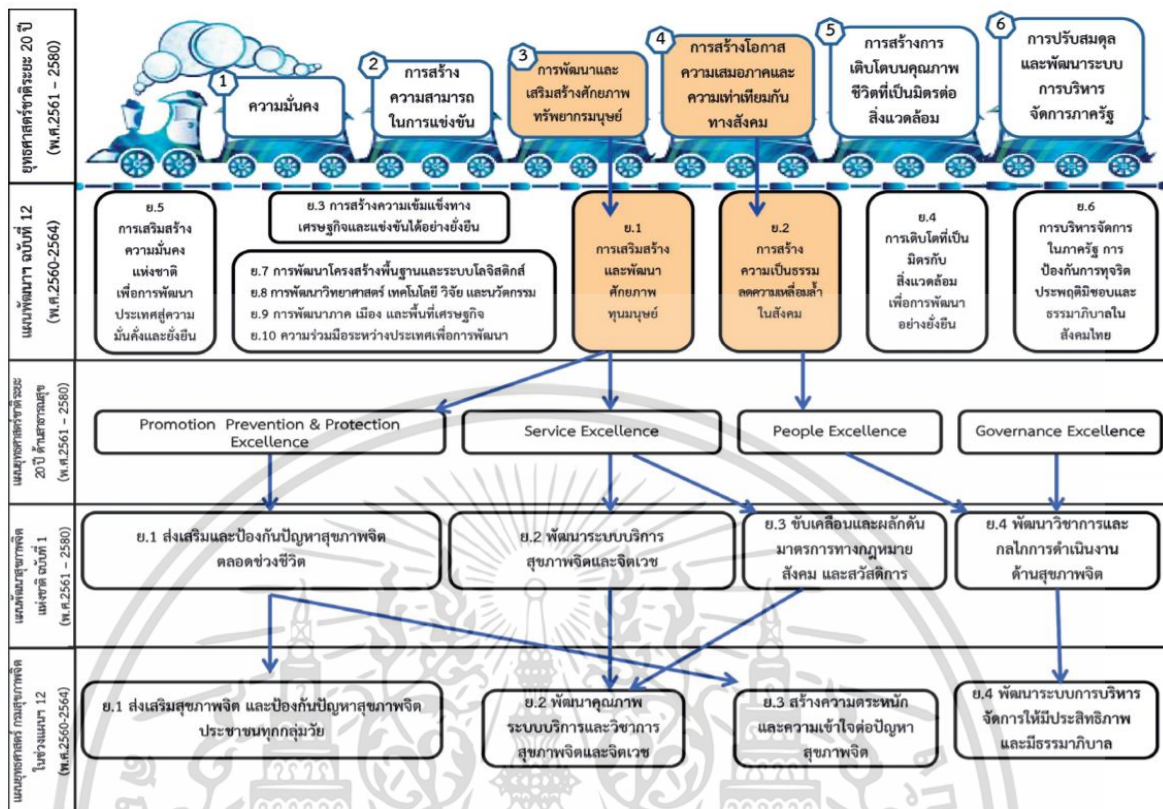 ยุทธศาสตร์ชาติระยะ 20 ปี
(พ.ศ.2561 - 2580)
1
ความมั่นคง
2
การสร้าง
ความสามารถ
ในการแข่งขัน
3
การพัฒนาและ
เสริมสร้างศักยภาพ
ทรัพยากรมนุษย์
4
การสร้างโอกาส
ความเสมอภาคและ
ความเท่าเทียมกัน
ทางสังคม
5
การสร้างการ
เติบโตบนคุณภาพ
ชีวิตที่เป็นมิตรต่อ
สิ่งแวดล้อม
6
การปรับสมดุล
และพัฒนาระบบ
การบริหาร
จัดการภาครัฐ
แผนพัฒนาฯ ฉบับที่ 12
(พ.ศ.2560-2564)
ย.5
การเสริมสร้าง
ความมั่นคง
แห่งชาติ
เพื่อการพัฒนา
ประเทศสู่ความ
มั่นคั่งและยั่งยืน
ย.3 การสร้างความเข้มแข็งทาง
เศรษฐกิจและแข่งขันได้อย่างยั่งยืน
ย.7 การพัฒนาโครงสร้างพื้นฐานและระบบโลจิสติกส์
ย.8 การพัฒนาวิทยาศาสตร์ เทคโนโลยี วิจัย และนวัตกรรม
ย.9 การพัฒนาภาค เมือง และพื้นที่เศรษฐกิจ
ย.10 ความร่วมมือระหว่างประเทศเพื่อการพัฒนา
ย.1
การเสริมสร้าง
และพัฒนา
ศักยภาพ
ทุนมนุษย์
ย.2
การสร้าง
ความเป็นธรรม
ลดความเหลื่อมล้ำ
ในสังคม
ย.4
การเติบโตที่เป็น
มิตรกับ
สิ่งแวดล้อม
เพื่อการพัฒนา
อย่างยั่งยืน
ย.6
การบริหารจัดการ
ในภาครัฐ การ
ป้องกันการทุจริต
ประพฤติมิชอบและ
ธรรมาภิบาลใน
สังคมไทย
แผนยุทธศาสตร์ชาติระยะ
20ปี ด้านสาธารณสุข
(พ.ศ.2561 - 2580)
Promotion Prevention & Protection
Excellence
Service Excellence
People Excellence
Governance Excellence
แผนพัฒนาสุขภาพจิต
แห่งชาติ ฉบับที่ 1
(พ.ศ.2561 - 2580)
ย.1 ส่งเสริมและป้องกันปัญหาสุขภาพจิต
ตลอดช่วงชีวิต
ย.2 พัฒนาระบบบริการ
สุขภาพจิตและจิตเวช
ย.3 ขับเคลื่อนและผลักดัน
มาตรการทางกฎหมาย
สังคม และสวัสดิการ
ย.4 พัฒนาวิชาการและ
กลไกการดำเนินงาน
ด้านสุขภาพจิต
แผนยุทธศาสตร์ กรมสุขภาพจิต
ในช่วงแผนฯ 12
(พ.ศ.2560-2564)
ย.1 ส่งเสริมสุขภาพจิต และป้องกันปัญหาสุขภาพจิต
ประชาชนทุกกลุ่มวัย
ย.2 พัฒนาคุณภาพ
ระบบบริการและวิชาการ
สุขภาพจิตและจิตเวช
ย.3 สร้างความตระหนัก
และความเข้าใจต่อปัญหา
สุขภาพจิต
ย.4 พัฒนาระบบการบริหาร
จัดการให้มีประสิทธิภาพ
และมีธรรมาภิบาล